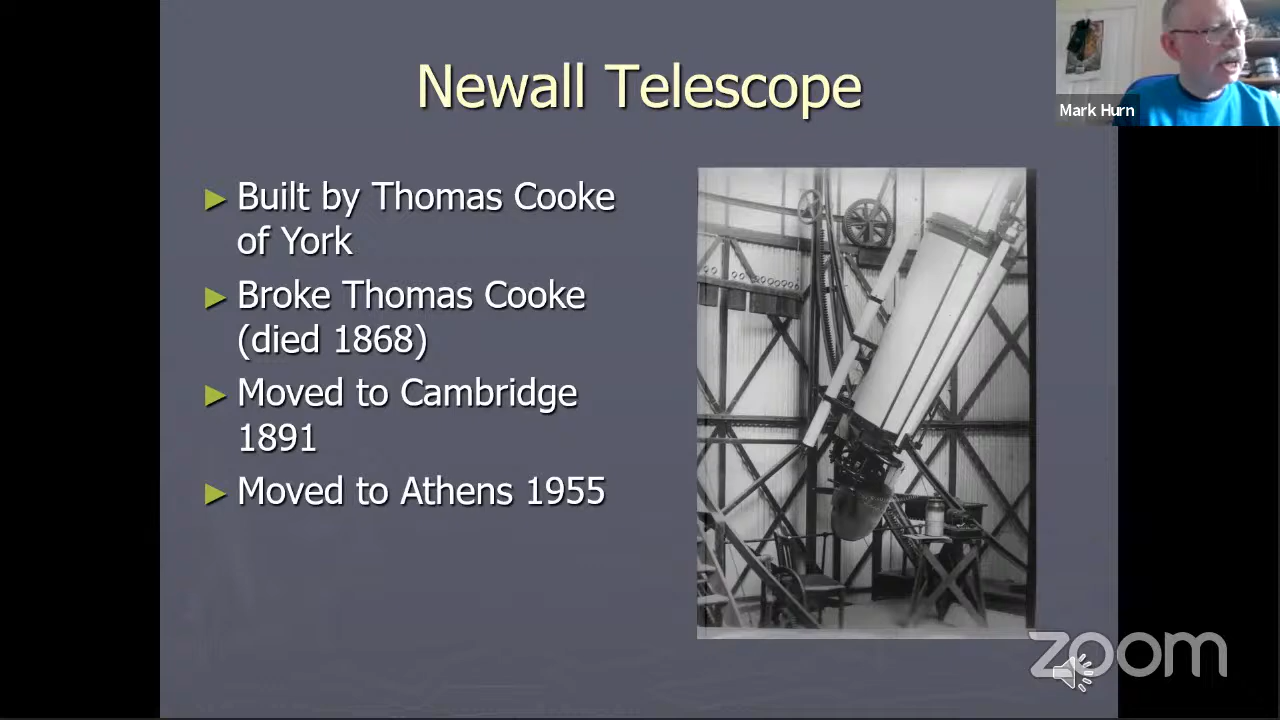 Newall Telescope
Mark Hurn
► Built by Thomas Cooke
of York
► Broke Thomas Cooke
(died 1868)
► Moved to Cambridge
1891
► Moved to Athens 1955
zoom